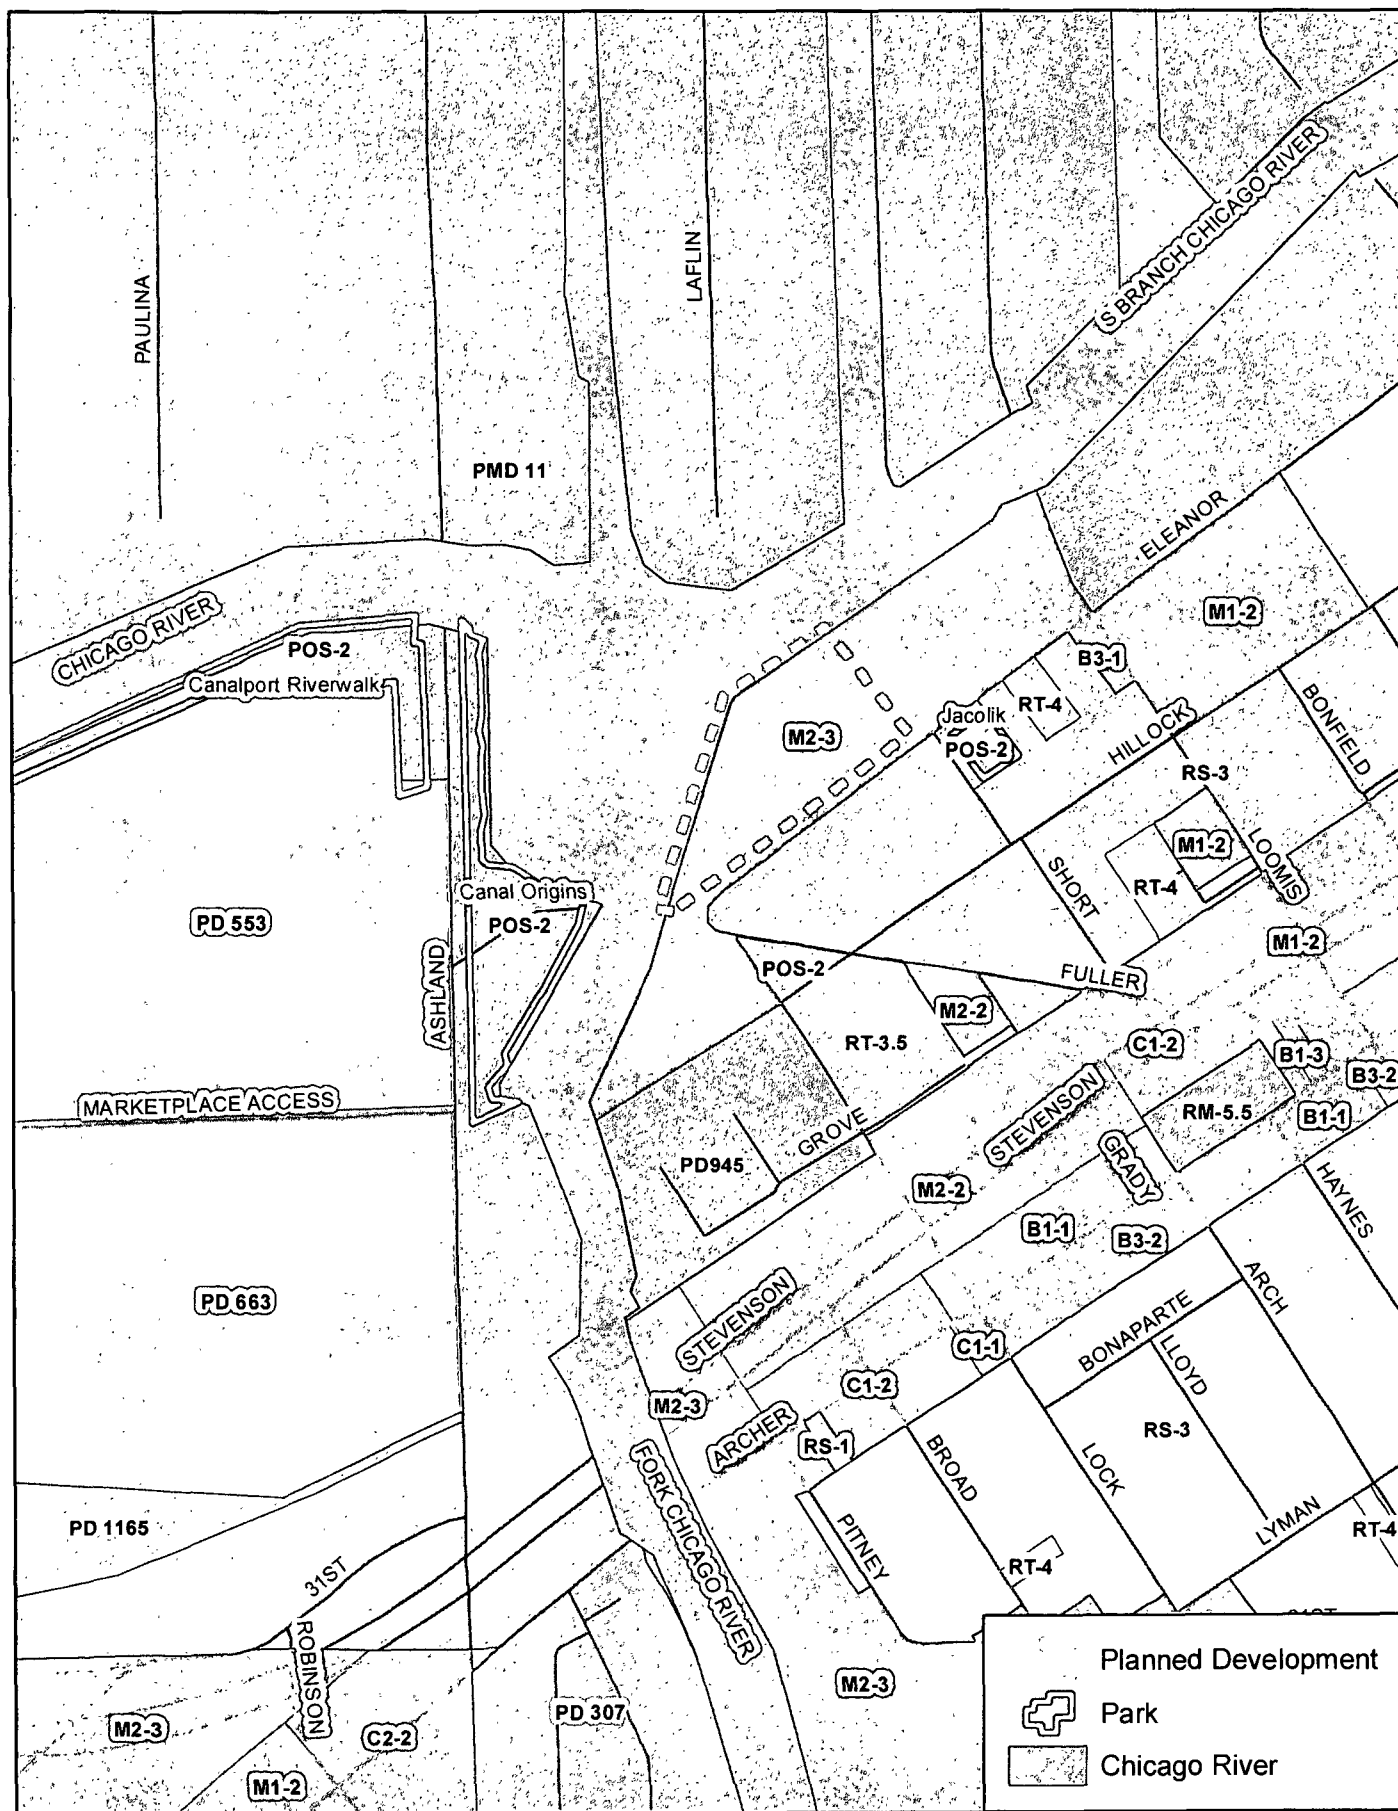 S BRANCH CHICAGO RIVER
PAULINA
LAFLIN
PMD 11
ELEANOR
M1-2
CHICAGO RIVER
POS-2
Canalport Riverwalk
B3-1
RT-4
Jacolik
POS-2
HILLOCK
BONFIELD
M2-3
RS-3
M1-2
LOOMIS
SHORT
RT-4
Canal Origins
POS-2
PD 553
ASHLAND
M1-2
POS-2
FULLER
M2-2
RT-3.5
C1-2
B1-3
B3-2
MARKETPLACE ACCESS
STEVENSON
RM-5.5
B1-1
GROVE
PD945
GRADY
M2-2
HAYNES
B1-1
B3-2
PD 663
STEVENSON
ARCH
BONAPARTE
C1-1
LLOYD
C1-2
M2-3
ARCHER
RS-1
RS-3
BROAD
LOCK
FORK CHICAGO RIVER
PD 1165
PITNEY
LYMAN
RT-4
31ST
RT-4
ROBINSON
M2-3
PD 307
M2-3
C2-2
M1-2
Planned Development
Park
Chicago River